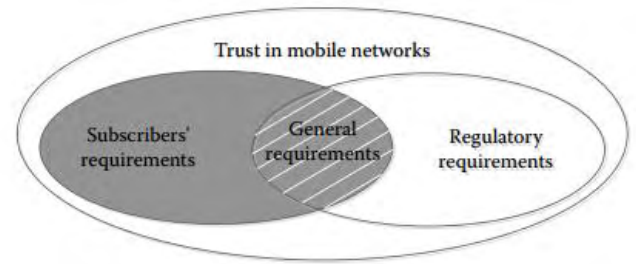 Trust in mobile networks
Subscribers'
requirements
General
requirements
Regulatory
requirements